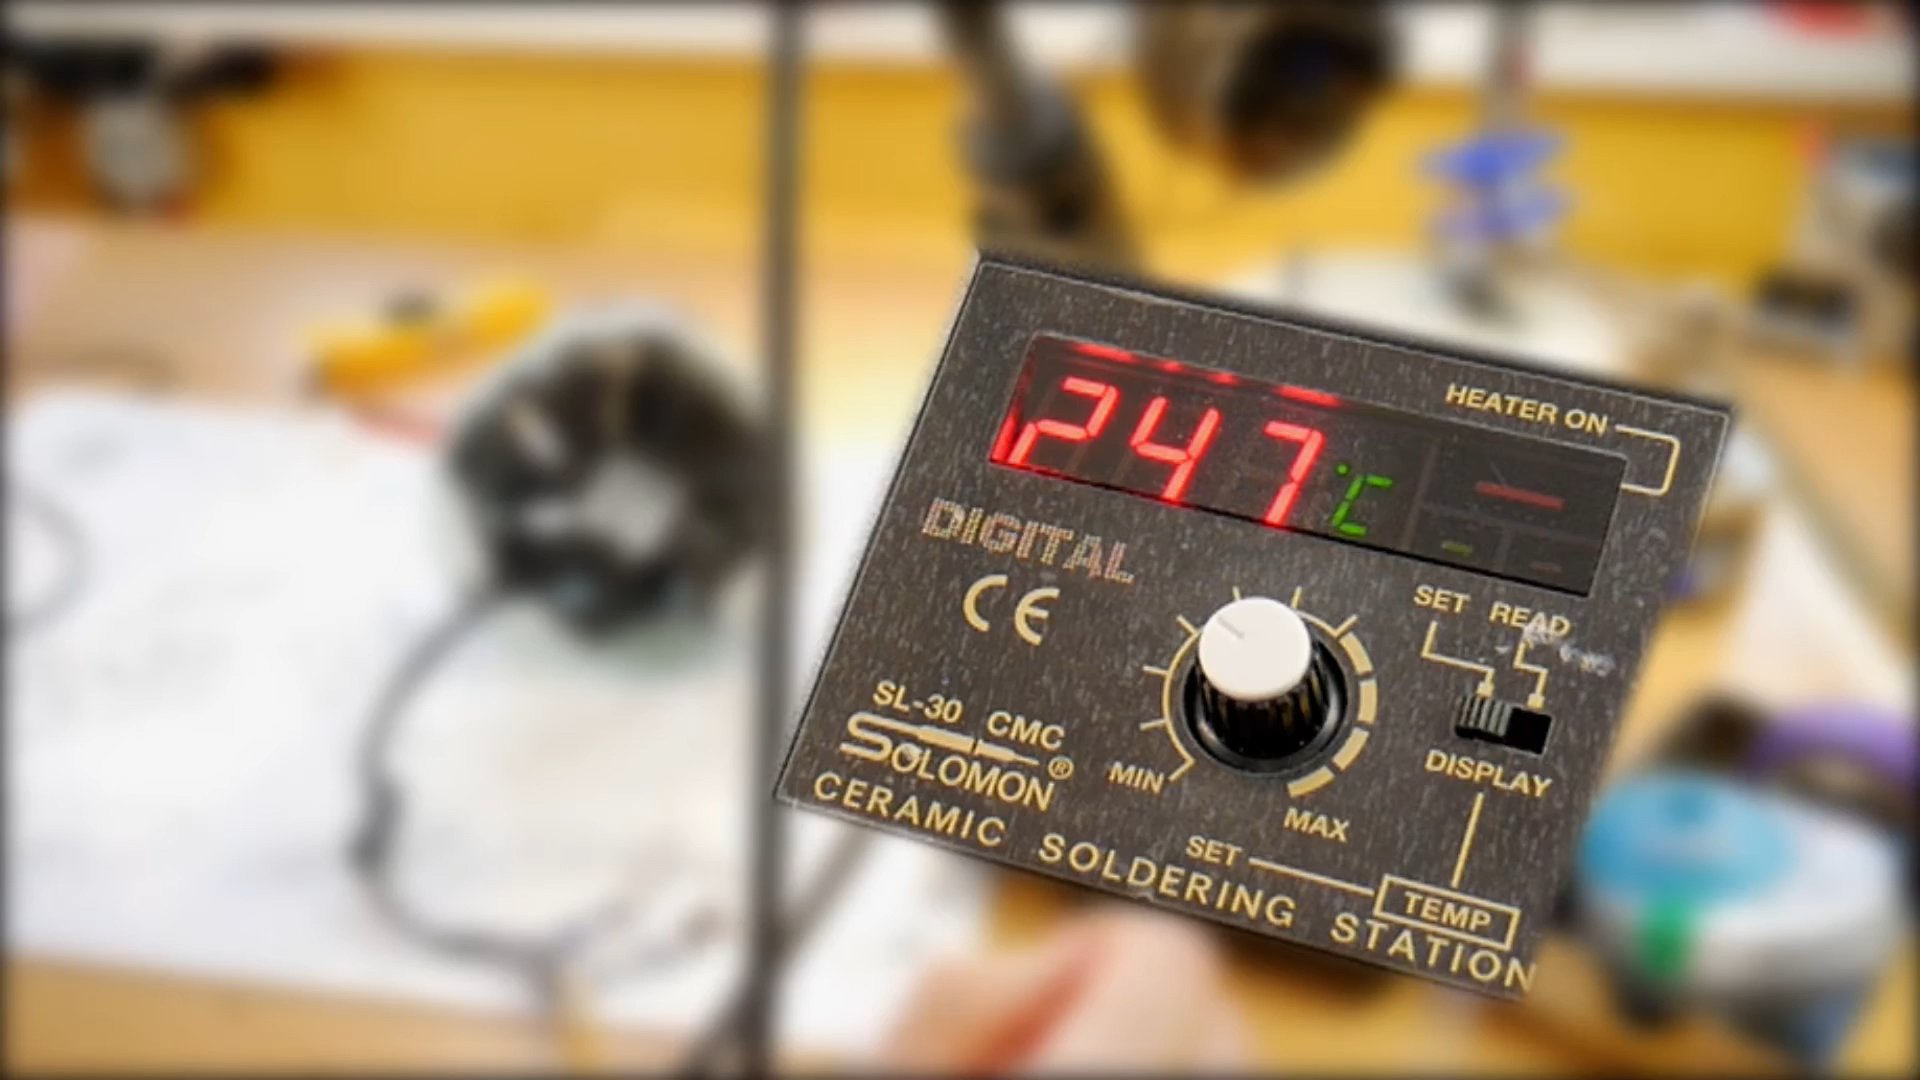 HEATER ON
247 °C
DIGITAL
CE
SET READ
SL-30 CMC
SOLOMON®
MIN
MAX
DISPLAY
SET
TEMP
CERAMIC SOLDERING STATION